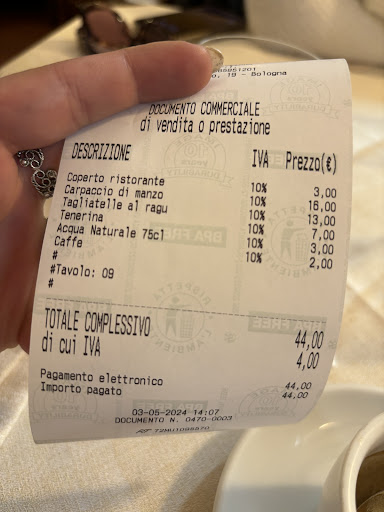 o, 19 - Bologna
DOCUMENTO COMMERCIALE
di vendita o prestazione
DESCRIZIONE IVA Prezzo(€)
Coperto ristorante 10% 3,00
Carpaccio di manzo 10% 16,00
Tagliatelle al ragu 10% 13,00
Tenerina 10% 7,00
Acqua Naturale 75cl 10% 3,00
Caffe 10% 2,00
#
#Tavolo: 09
#
TOTALE COMPLESSIVO 44,00
di cui IVA 4,00
Pagamento elettronico 44,00
Importo pagato 44,00
03-05-2024 14:07
DOCUMENTO N. 0470-0003